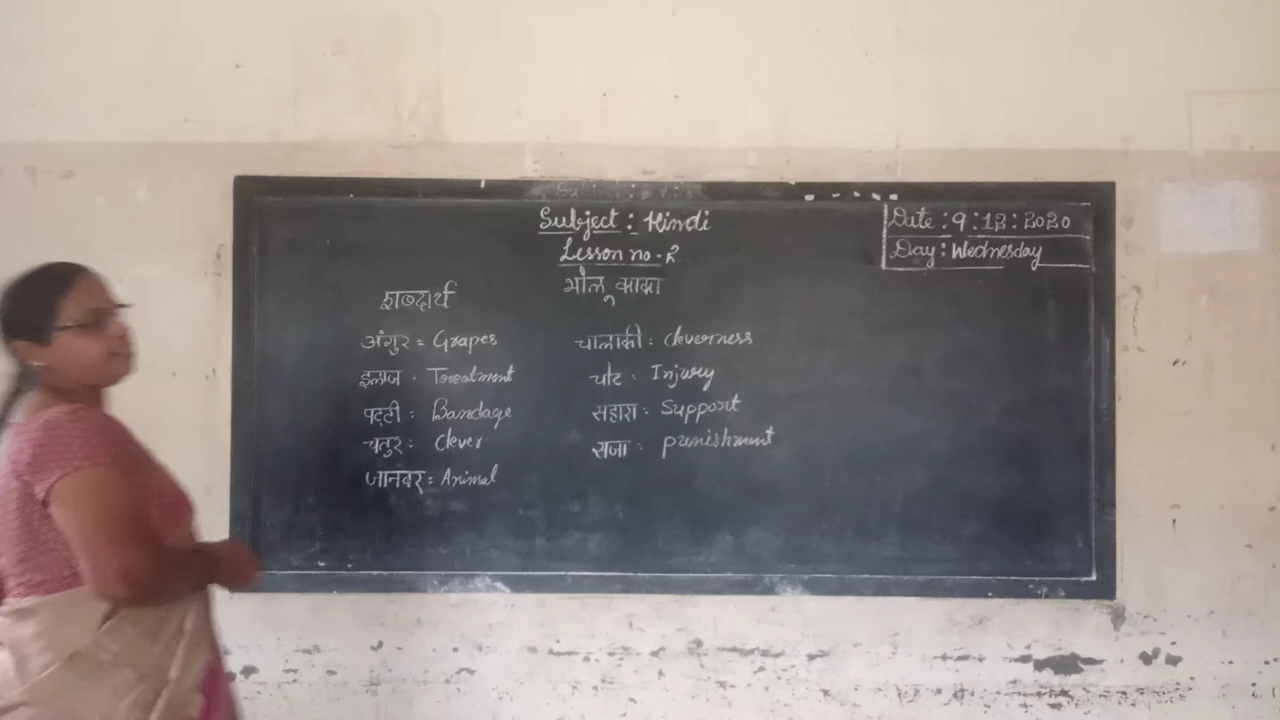 Subject : Hindi
Lesson no - 2
भोलू काका
Date : 9 : 12 : 2020
Day : Wednesday
शब्दार्थ
अंगुर = Grapes
इलाज - Treatment
पट्टी : Bandage
चतुर : Clever
जानवर = Animal
चालाकी : Cleverness
चोट : Injury
सहारा : Support
सजा : punishment